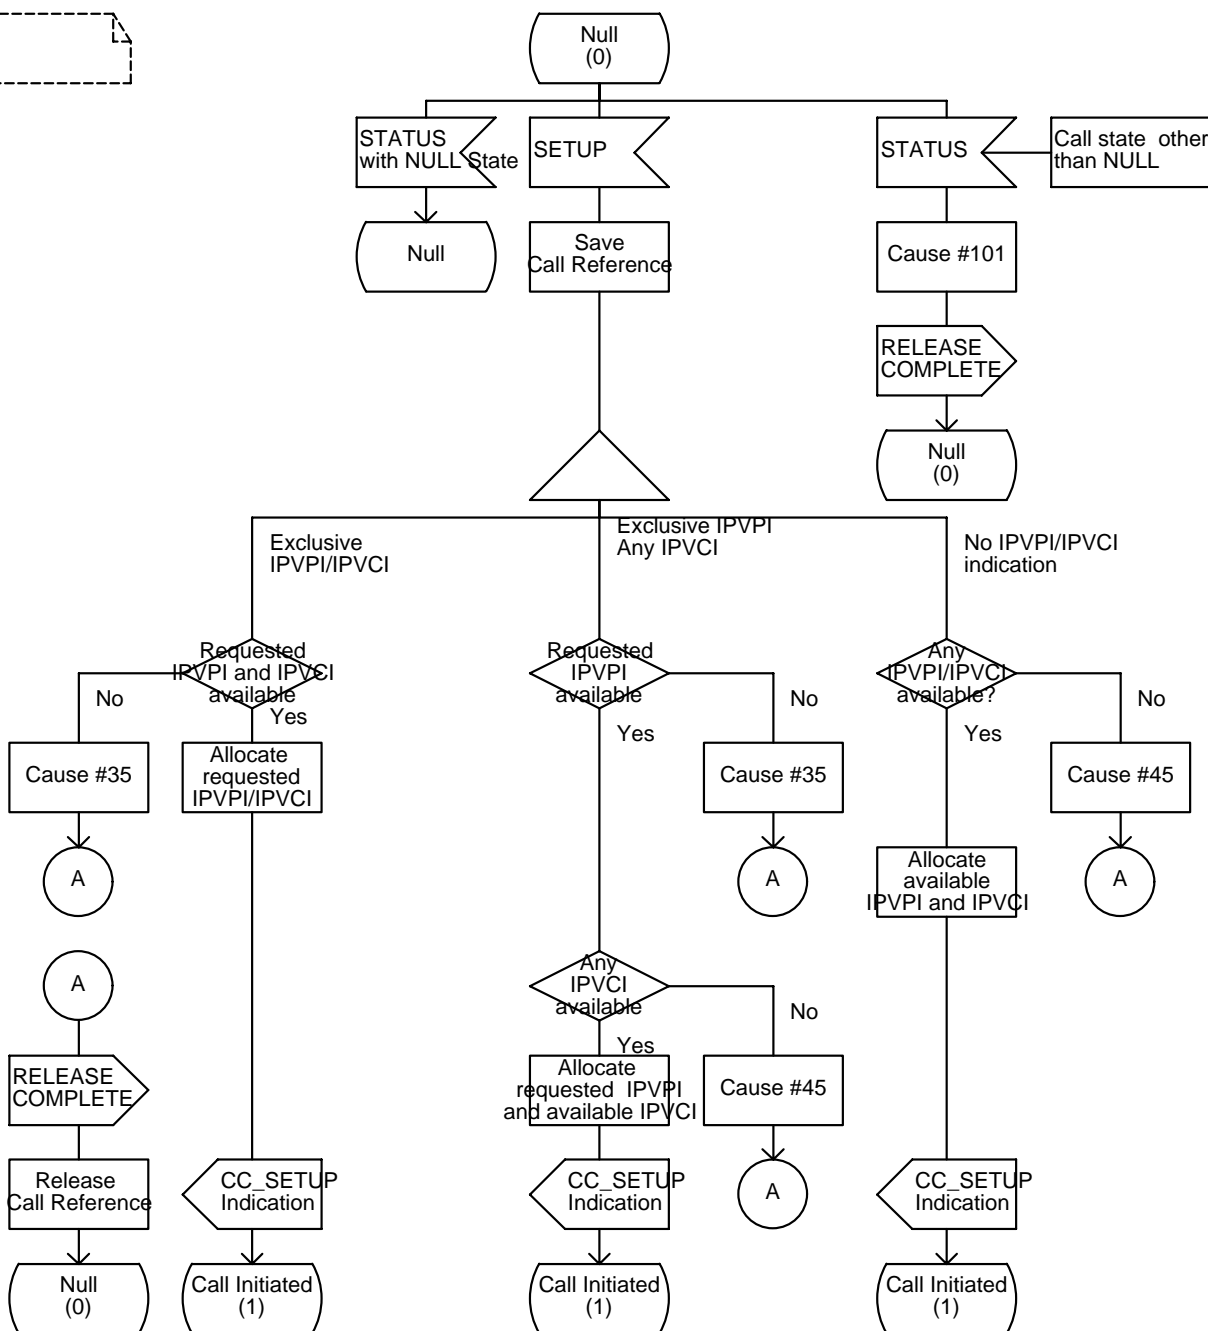 Null
(0)
STATUS
with NULL State
SETUP
STATUS
Call state other
than NULL
Null
Save
Call Reference
Cause #101
RELEASE
COMPLETE
Null
(0)
Exclusive
IPVPI/IPVCI
Exclusive IPVPI
Any IPVCI
No IPVPI/IPVCI
indication
Requested
IPVPI and IPVCI
available
No
Yes
Requested
IPVPI
available
No
Yes
Any
IPVPI/IPVCI
available?
No
Yes
Cause #35
Allocate
requested
IPVPI/IPVCI
Cause #35
Cause #45
A
A
Allocate
available
IPVPI and IPVCI
A
A
Any
IPVCI
available
No
Yes
RELEASE
COMPLETE
Allocate
requested IPVPI
and available IPVCI
Cause #45
Release
Call Reference
CC_SETUP
Indication
CC_SETUP
Indication
A
CC_SETUP
Indication
Null
(0)
Call Initiated
(1)
Call Initiated
(1)
Call Initiated
(1)